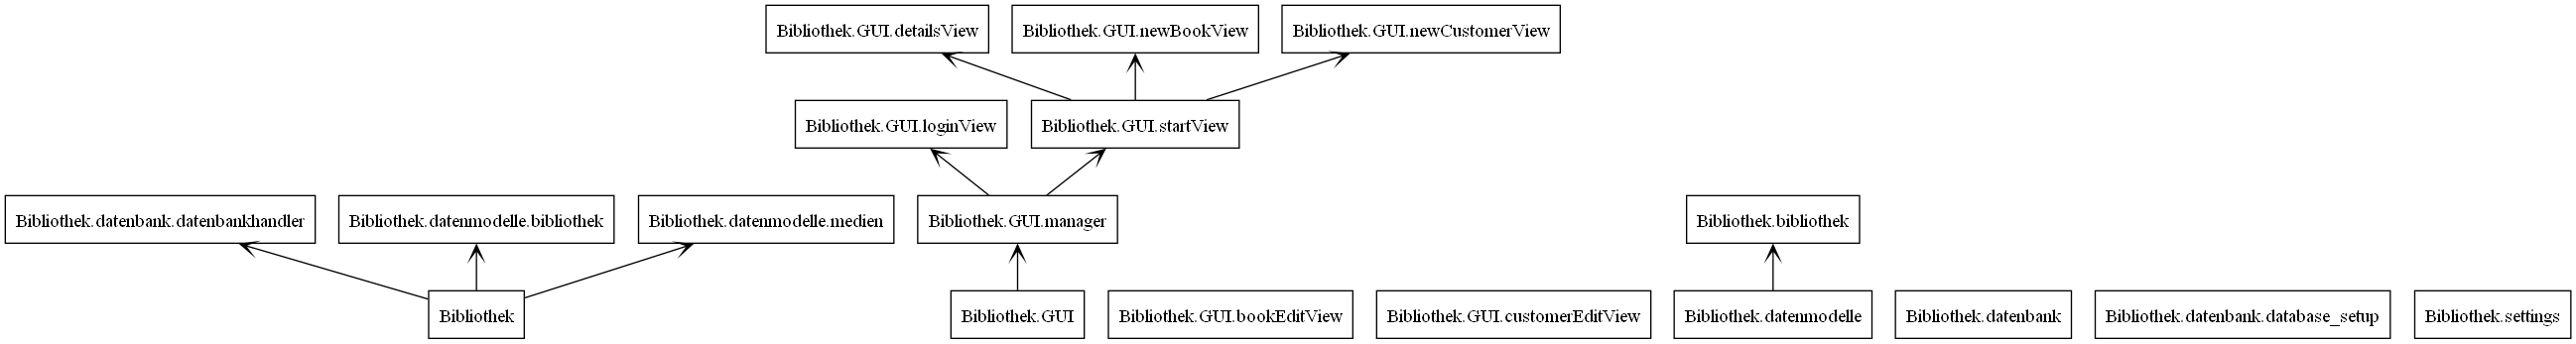 Bibliothek.GUI.detailsView
Bibliothek.GUI.newBookView
Bibliothek.GUI.newCustomerView
Bibliothek.GUI.loginView
Bibliothek.GUI.startView
Bibliothek.datenbank.datenbankhandler
Bibliothek.datenmodelle.bibliothek
Bibliothek.datenmodelle.medien
Bibliothek.GUI.manager
Bibliothek.bibliothek
Bibliothek
Bibliothek.GUI
Bibliothek.GUI.bookEditView
Bibliothek.GUI.customerEditView
Bibliothek.datenmodelle
Bibliothek.datenbank
Bibliothek.datenbank.database_setup
Bibliothek.settings